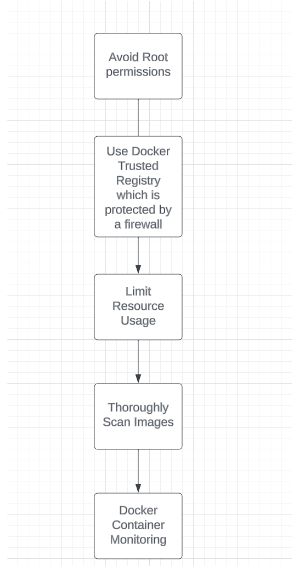 Avoid Root
permissions
Use Docker
Trusted
Registry
which is
protected by
a firewall
Limit
Resource
Usage
Thoroughly
Scan Images
Docker
Container
Monitoring